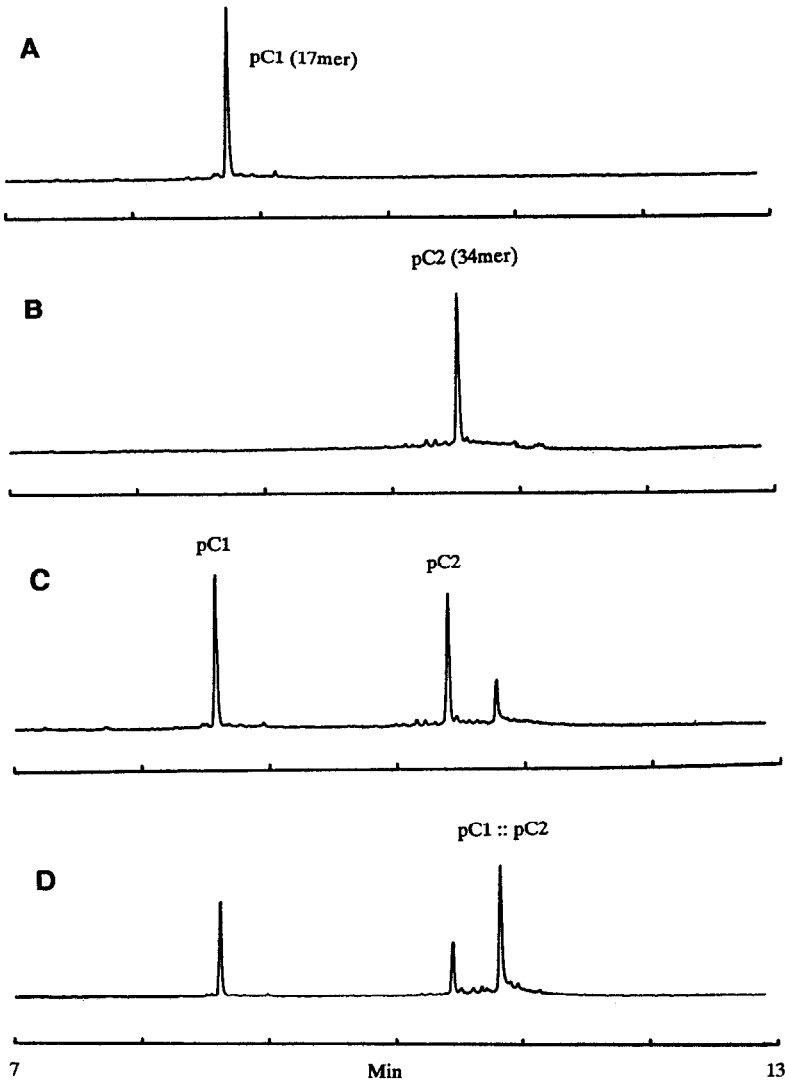 A
pC1 (17mer)
pC2 (34mer)
B
pC1
pC2
C
pC1 :: pC2
D
7
Min
13